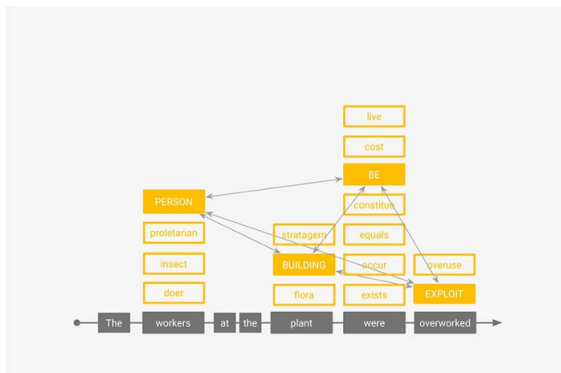 live
cost
BE
PERSON
constitue
proletarian
stratagem
equals
insect
BUILDING
occur
overuse
doer
flora
exists
EXPLOIT
The workers at the plant were overworked